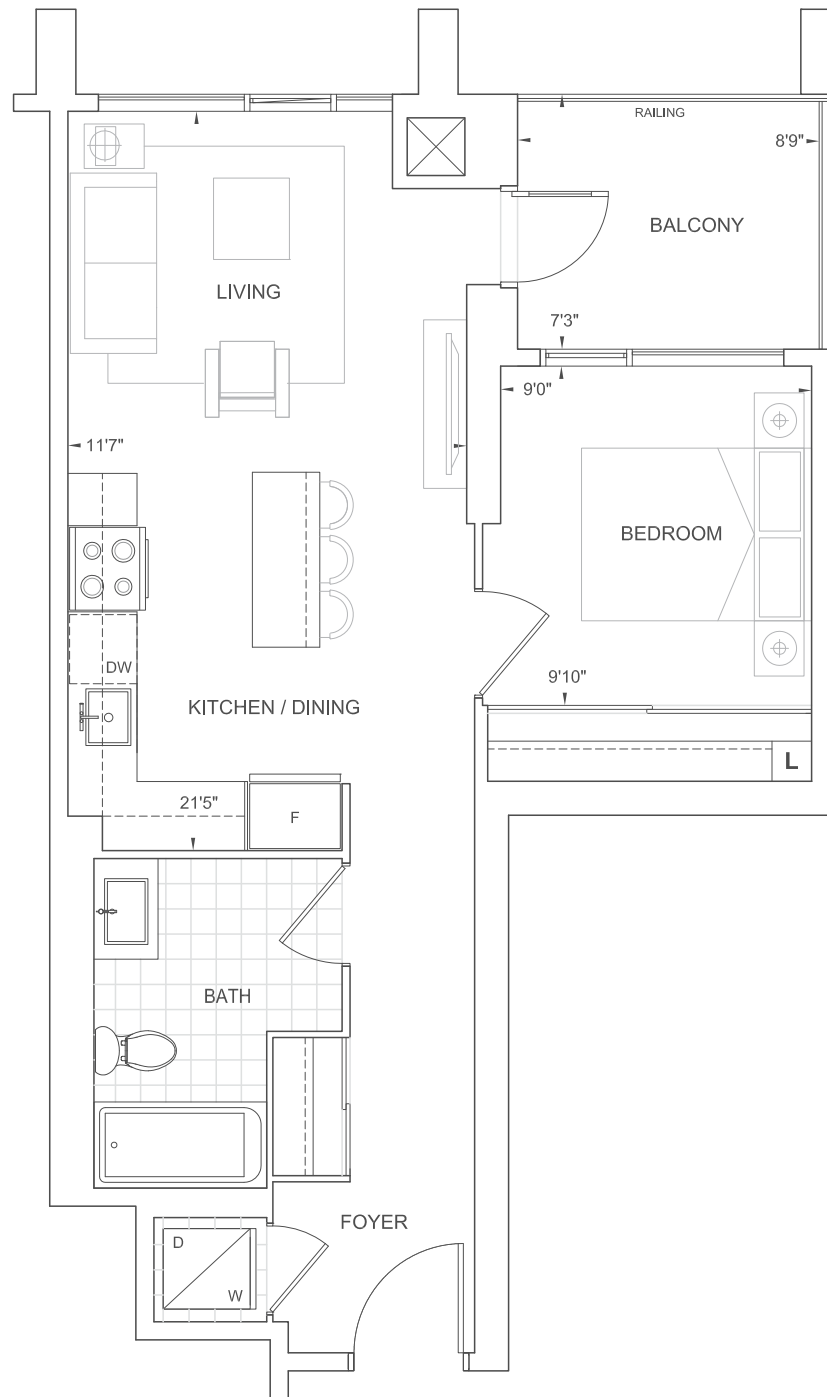 RAILING
8'9"
BALCONY
LIVING
7'3"
9'0"
11'7"
BEDROOM
DW
9'10"
KITCHEN / DINING
L
21'5"
F
BATH
FOYER
D
W